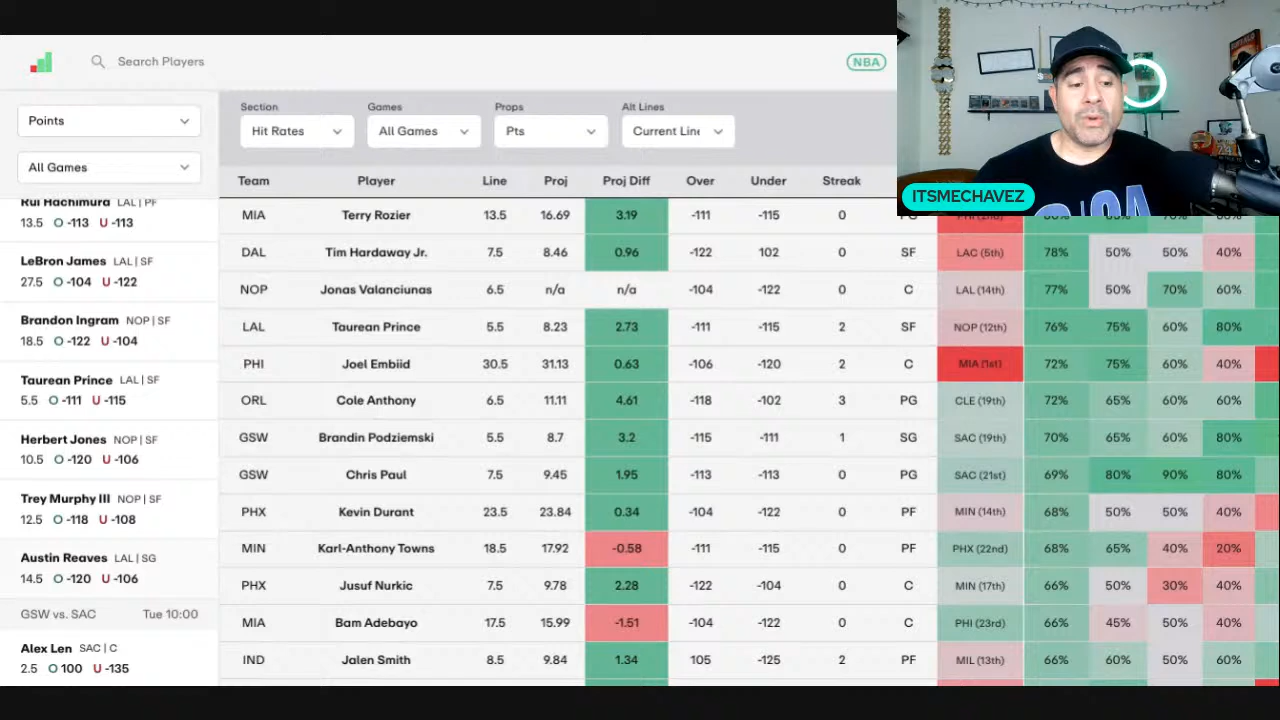 Search Players
NBA
Points
All Games
Section
Games
Props
Alt Lines
Hit Rates
All Games
Pts
Current Line
Team Player Line Proj Proj Diff Over Under Streak
Rui Hachimura LAL | PF
13.5 O -113 U -113
LeBron James LAL | SF
27.5 O -104 U -122
Brandon Ingram NOP | SF
18.5 O -122 U -104
Taurean Prince LAL | SF
5.5 O -111 U -115
Herbert Jones NOP | SF
10.5 O -120 U -106
Trey Murphy III NOP | SF
12.5 O -118 U -108
Austin Reaves LAL | SG
14.5 O -120 U -106
GSW vs. SAC Tue 10:00
Alex Len SAC | C
2.5 O 100 U -135
MIA Terry Rozier 13.5 16.69 3.19 -111 -115 0
DAL Tim Hardaway Jr. 7.5 8.46 0.96 -122 102 0 SF LAC (5th) 78% 50% 50% 40%
NOP Jonas Valanciunas 6.5 n/a n/a -104 -122 0 C LAL (14th) 77% 50% 70% 60%
LAL Taurean Prince 5.5 8.23 2.73 -111 -115 2 SF NOP (12th) 76% 75% 60% 80%
PHI Joel Embiid 30.5 31.13 0.63 -106 -120 2 C MIA (1st) 72% 75% 60% 40%
ORL Cole Anthony 6.5 11.11 4.61 -118 -102 3 PG CLE (19th) 72% 65% 60% 60%
GSW Brandin Podziemski 5.5 8.7 3.2 -115 -111 1 SG SAC (19th) 70% 65% 60% 80%
GSW Chris Paul 7.5 9.45 1.95 -113 -113 0 PG SAC (21st) 69% 80% 90% 80%
PHX Kevin Durant 23.5 23.84 0.34 -104 -122 0 PF MIN (14th) 68% 50% 50% 40%
MIN Karl-Anthony Towns 18.5 17.92 -0.58 -111 -115 0 PF PHX (22nd) 68% 65% 40% 20%
PHX Jusuf Nurkic 7.5 9.78 2.28 -122 -104 0 C MIN (17th) 66% 50% 30% 40%
MIA Bam Adebayo 17.5 15.99 -1.51 -104 -122 0 C PHI (23rd) 66% 45% 50% 40%
IND Jalen Smith 8.5 9.84 1.34 105 -125 2 PF MIL (13th) 66% 60% 50% 60%
ITSMECHAVEZ